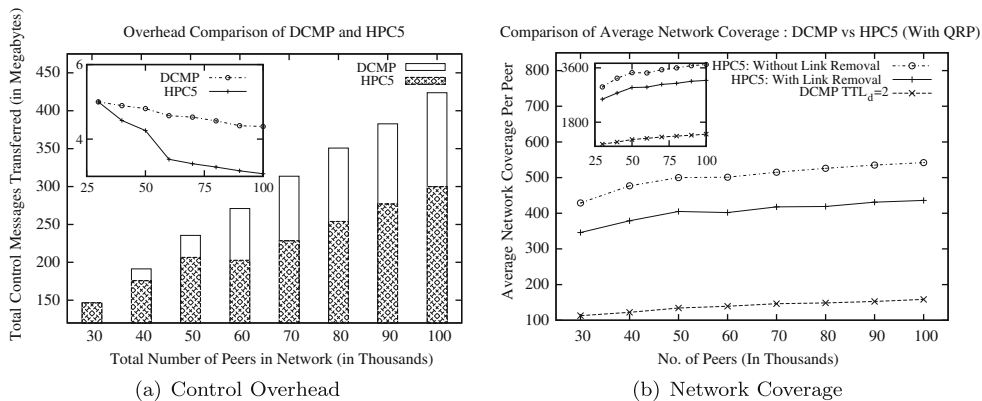 Overhead Comparison of DCMP and HPC5
Total Control Messages Transferred (in Megabytes)
450
400
350
300
250
200
150
6
4
25
50
75
100
DCMP
HPC5
DCMP
HPC5
30 40 50 60 70 80 90 100
Total Number of Peers in Network (in Thousands)
(a) Control Overhead
Comparison of Average Network Coverage : DCMP vs HPC5 (With QRP)
Average Network Coverage Per Peer
800
700
600
500
400
300
200
100
3600
1800
25 50 75 100
HPC5: Without Link Removal
HPC5: With Link Removal
DCMP TTL_d=2
30 40 50 60 70 80 90 100
No. of Peers (In Thousands)
(b) Network Coverage